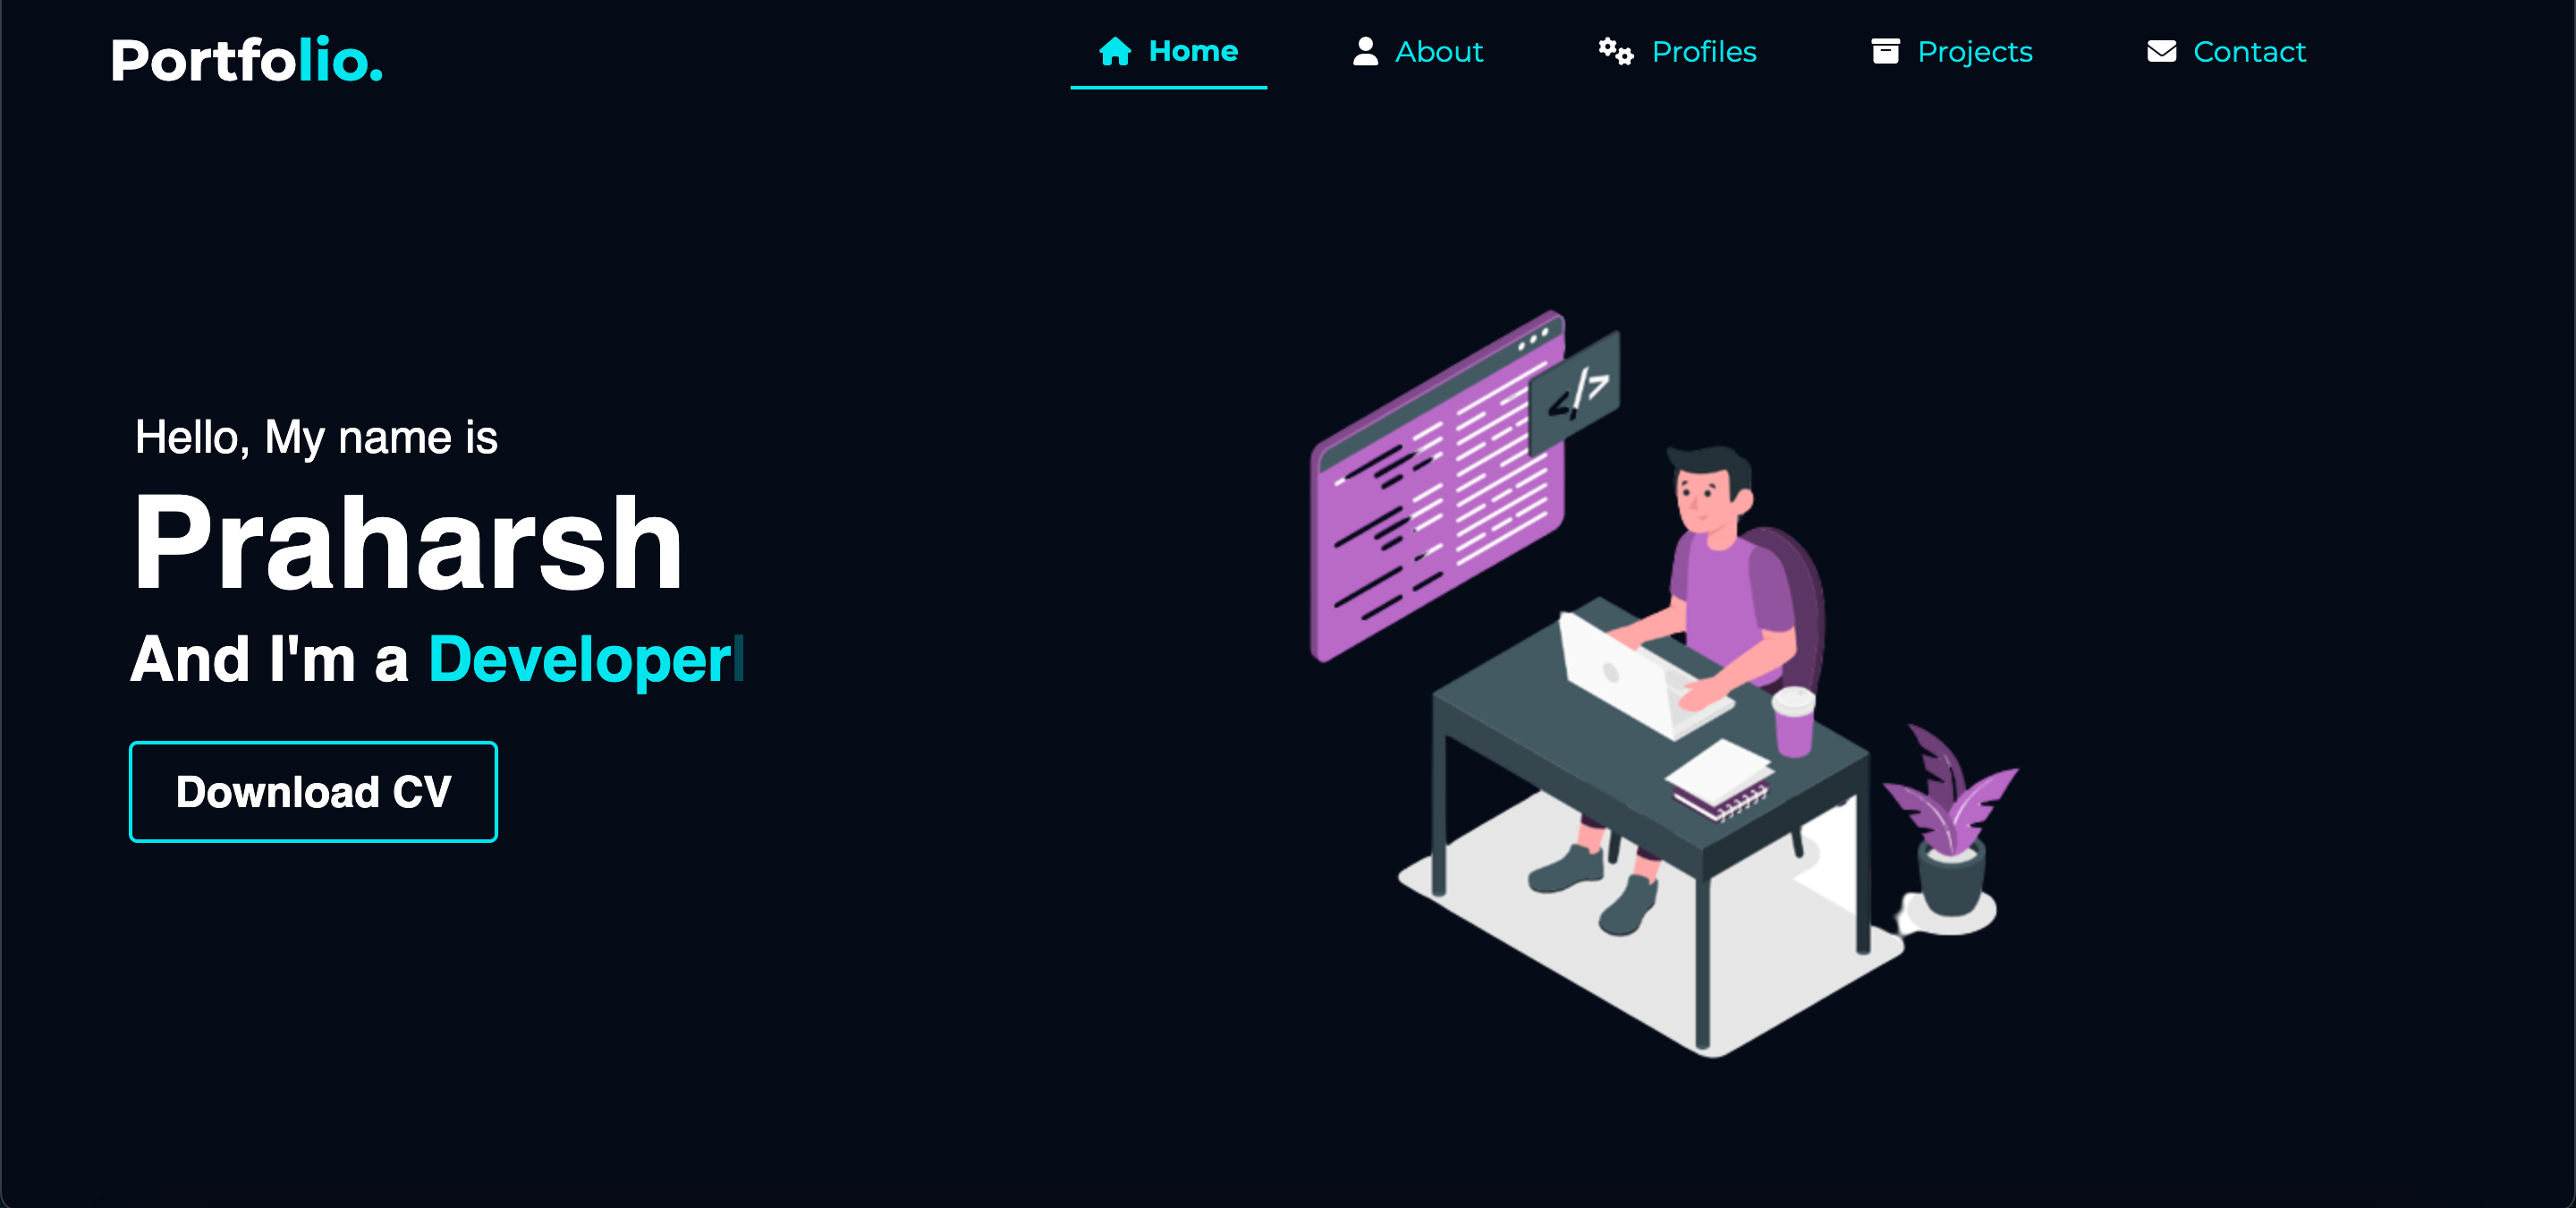 Portfolio.
Home
About
Profiles
Projects
Contact
</>
Hello, My name is
Praharsh
And I'm a Developer
Download CV